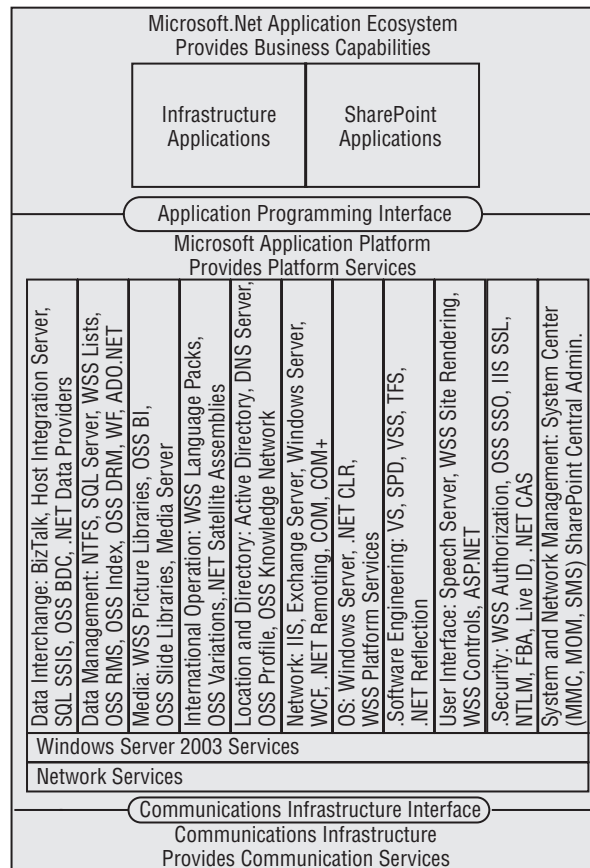 Microsoft.Net Application Ecosystem
Provides Business Capabilities
Infrastructure
Applications
SharePoint
Applications
Application Programming Interface
Microsoft Application Platform
Provides Platform Services
Data Interchange: BizTalk, Host Integration Server,
SQL SSIS, OSS BDC, .NET Data Providers
Data Management: NTFS, SQL Server, WSS Lists,
OSS RMS, OSS Index, OSS DRM, WF, ADO.NET
Media: WSS Picture Libraries, OSS BI,
OSS Slide Libraries, Media Server
International Operation: WSS Language Packs,
OSS Variations, .NET Satellite Assemblies
Location and Directory: Active Directory, DNS Server,
OSS Profile, OSS Knowledge Network
Network: IIS, Exchange Server, Windows Server,
WCF, .NET Remoting, COM, COM+
OS: Windows Server, .NET CLR,
WSS Platform Services
.Software Engineering: VS, SPD, VSS, TFS,
.NET Reflection
User Interface: Speech Server, WSS Site Rendering,
WSS Controls, ASP.NET
.Security: WSS Authorization, OSS SSO, IIS SSL,
NTLM, FBA, Live ID, .NET CAS
System and Network Management: System Center
(MMC, MOM, SMS) SharePoint Central Admin.
Windows Server 2003 Services
Network Services
Communications Infrastructure Interface
Communications Infrastructure
Provides Communication Services